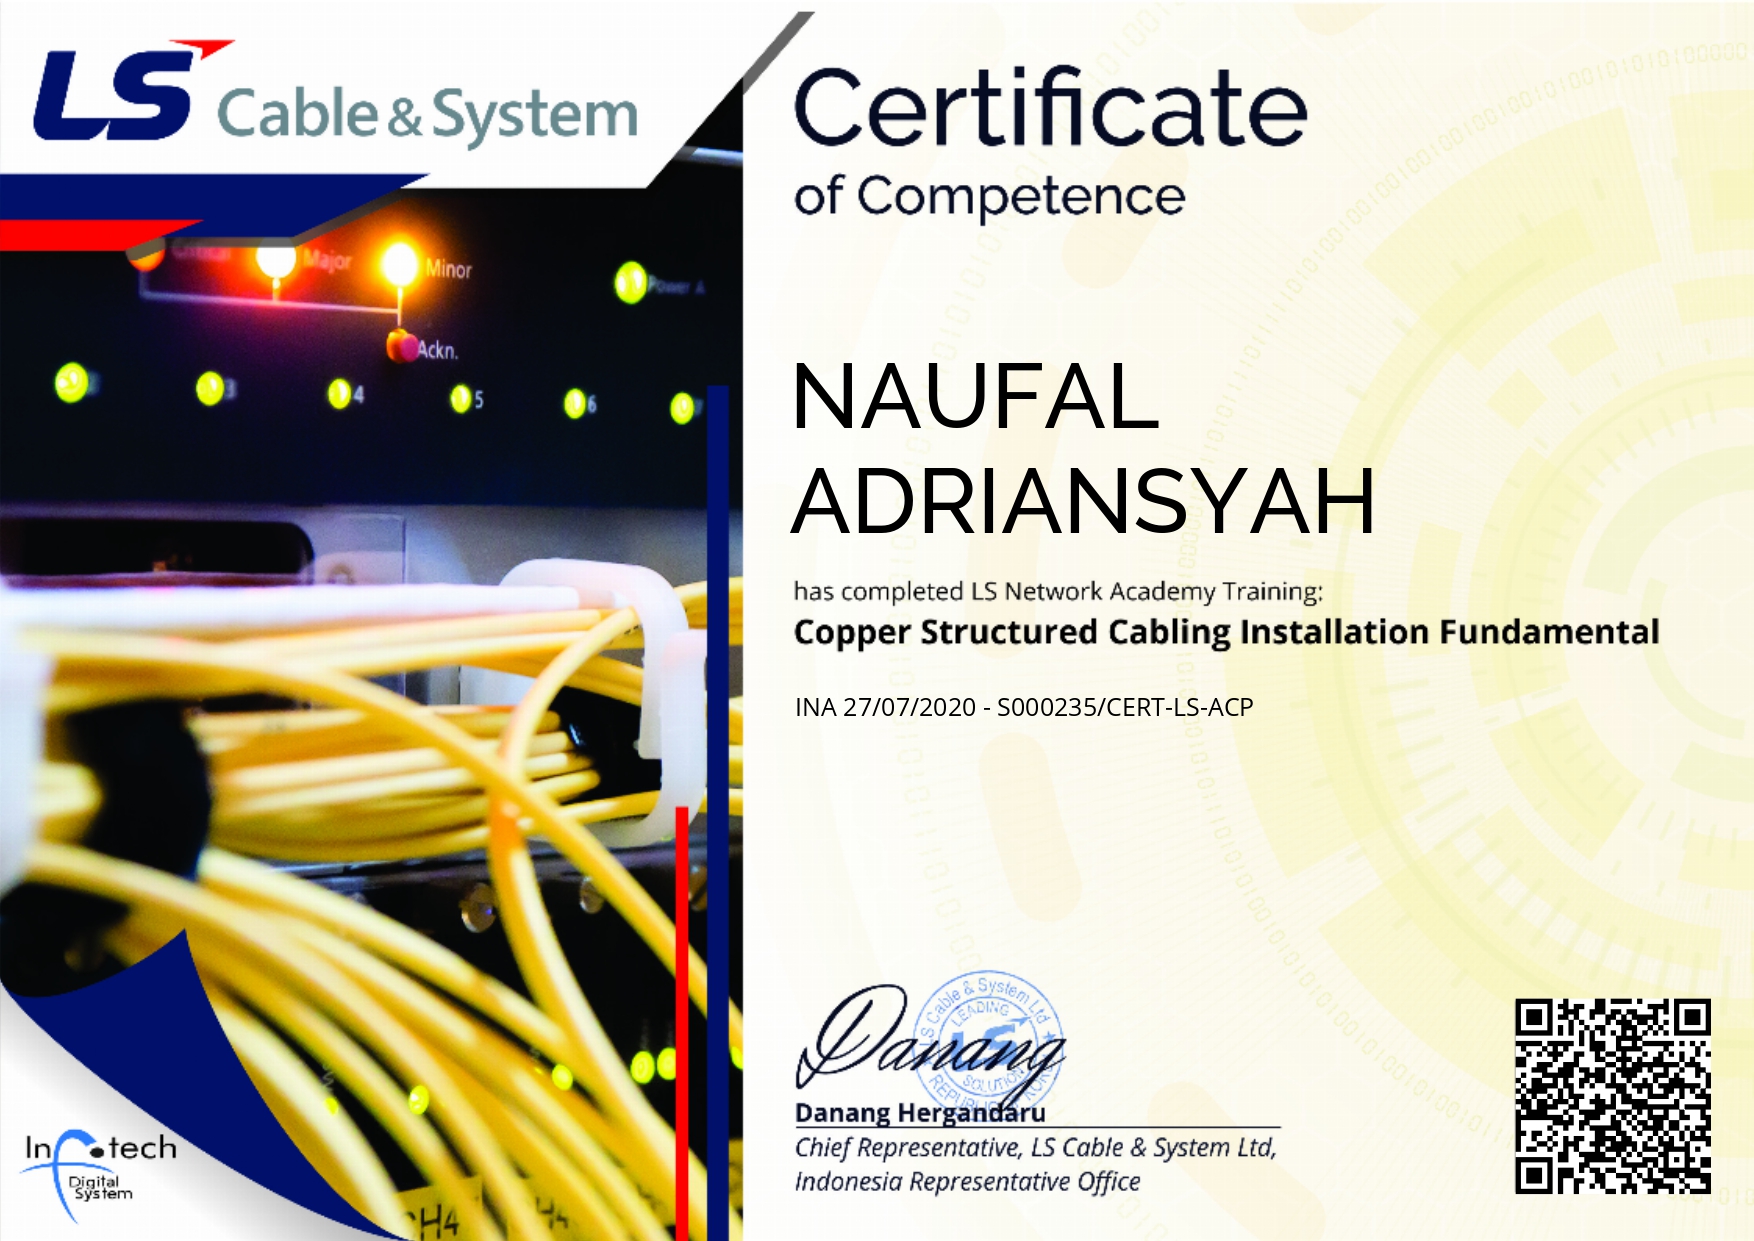 LS Cable & System
Certificate
of Competence
Critical Major Minor Power A
Ackn.
2 3 4 5 6 7
NAUFAL
ADRIANSYAH
has completed LS Network Academy Training:
Copper Structured Cabling Installation Fundamental
INA 27/07/2020 - S000235/CERT-LS-ACP
LS Cable & System Ltd
LEADING
LS
SOLUTION
REPUBLIC OF KOREA
Danang
Danang Hergandaru
Chief Representative, LS Cable & System Ltd,
Indonesia Representative Office
Infotech
Digital
System
CH4